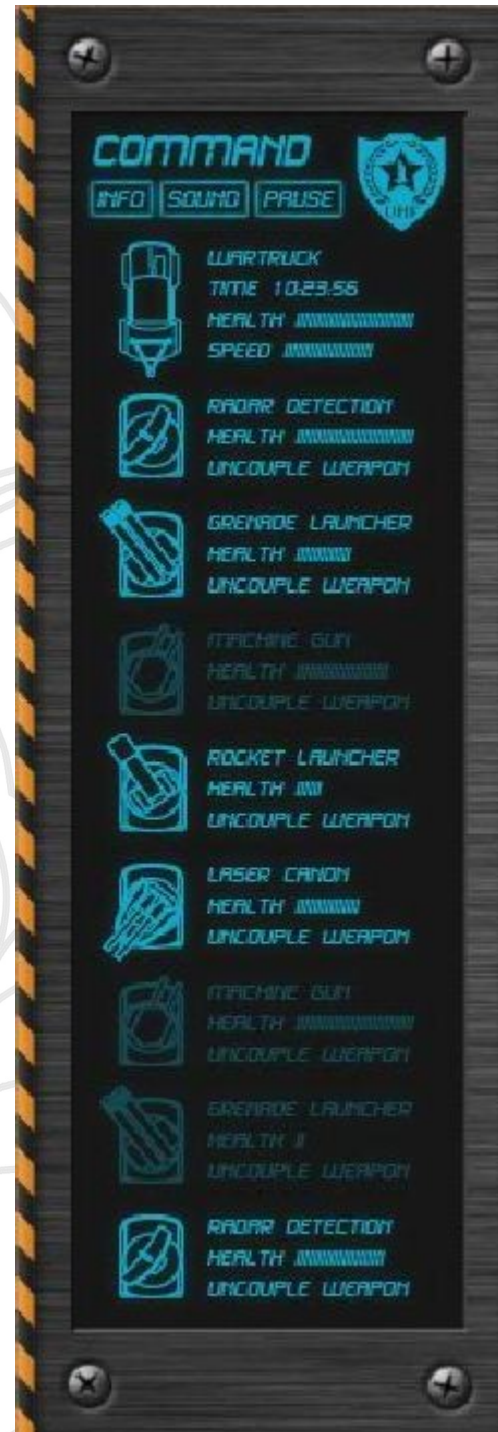 COMMAND
INFO SOUND PAUSE
UHF
WARTRUCK
TIME 10:23.56
HEALTH
SPEED
RADAR DETECTION
HEALTH
UNCOUPLE WEAPON
GRENADE LAUNCHER
HEALTH
UNCOUPLE WEAPON
MACHINE GUN
HEALTH
UNCOUPLE WEAPON
ROCKET LAUNCHER
HEALTH
UNCOUPLE WEAPON
LASER CANON
HEALTH
UNCOUPLE WEAPON
MACHINE GUN
HEALTH
UNCOUPLE WEAPON
GRENADE LAUNCHER
HEALTH
UNCOUPLE WEAPON
RADAR DETECTION
HEALTH
UNCOUPLE WEAPON